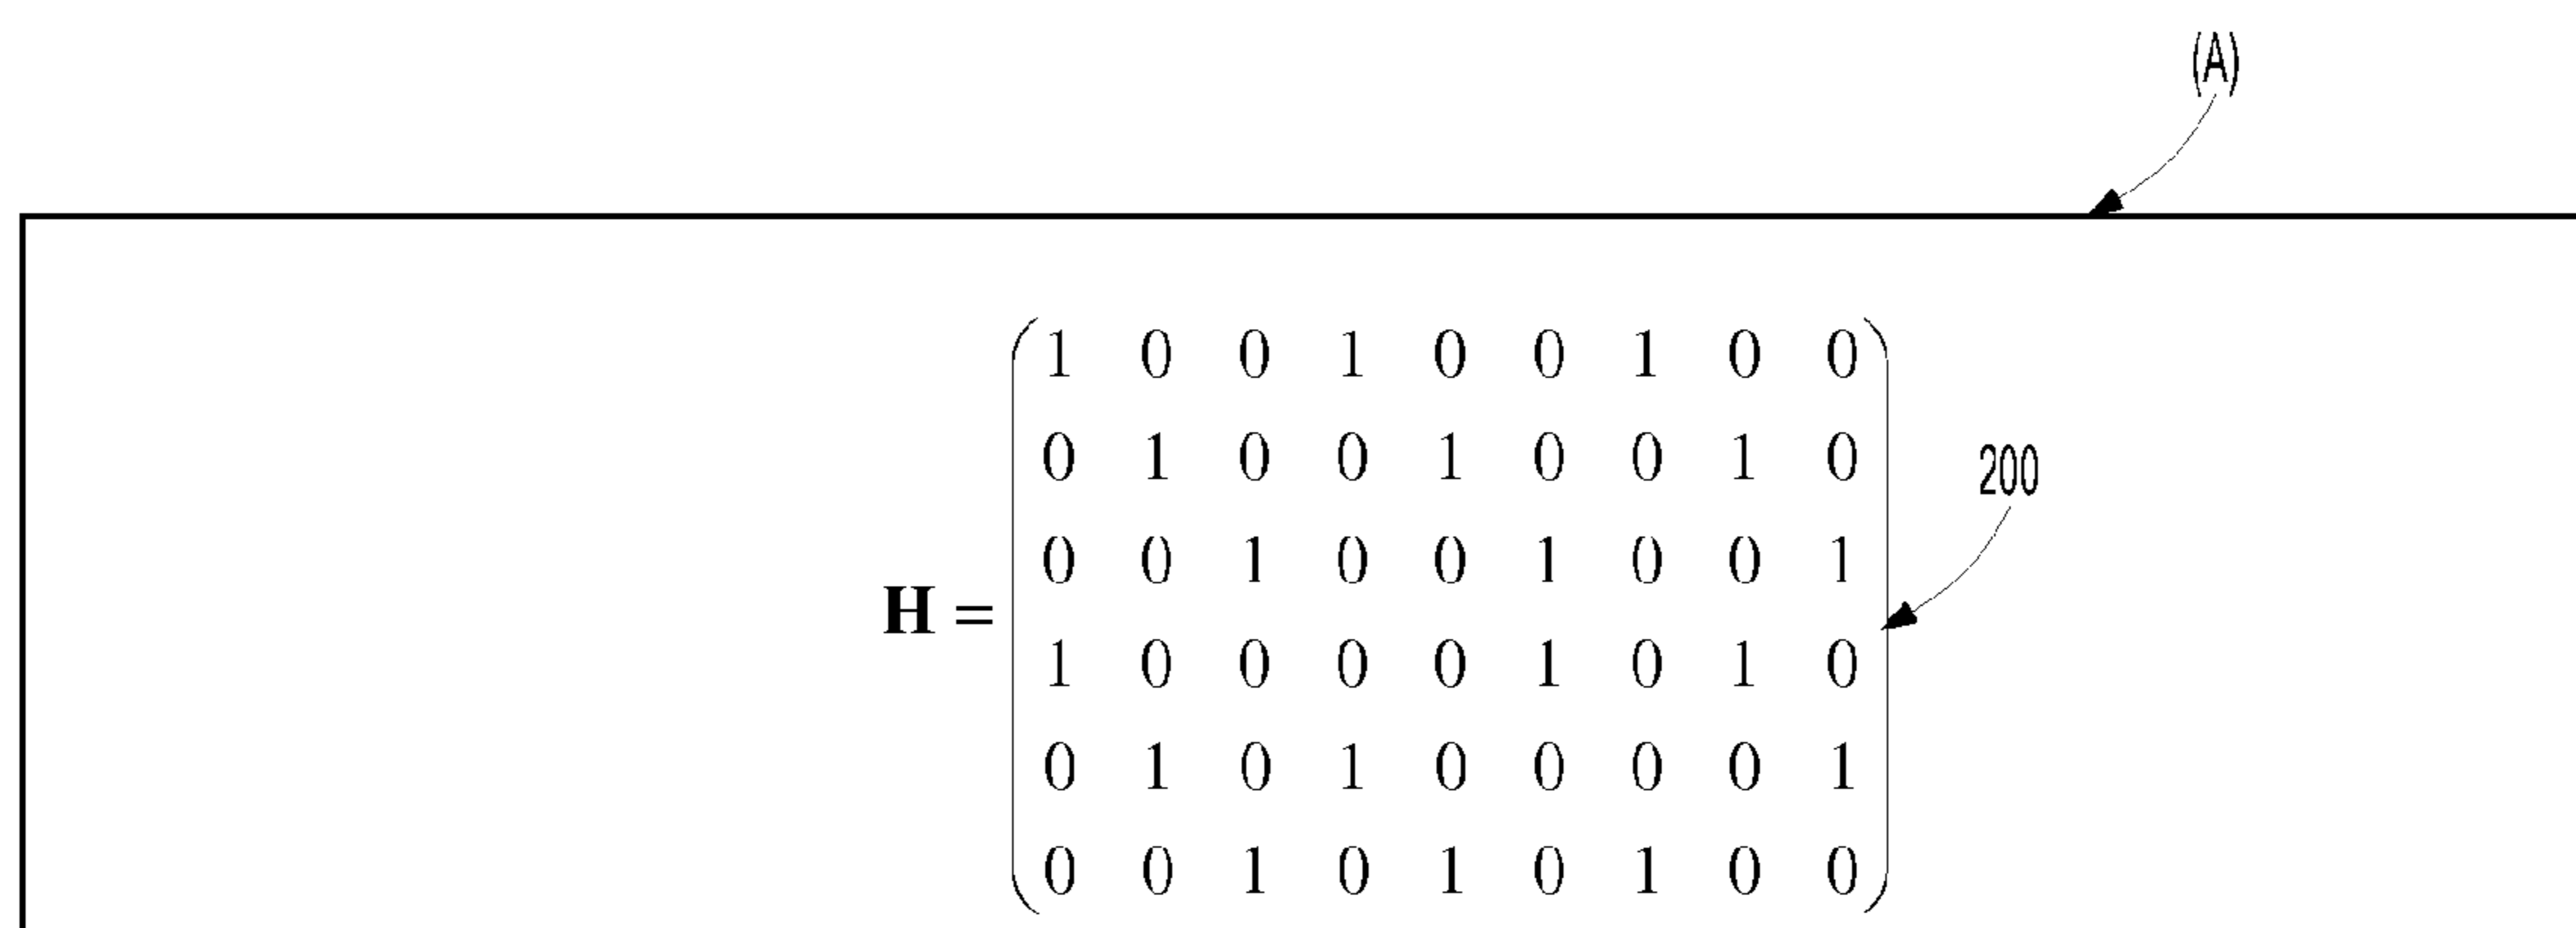 (A)
1 0 0 1 0 0 1 0 0
0 1 0 0 1 0 0 1 0
200
0 0 1 0 0 1 0 0 1
H =
1 0 0 0 0 1 0 1 0
0 1 0 1 0 0 0 0 1
0 0 1 0 1 0 1 0 0